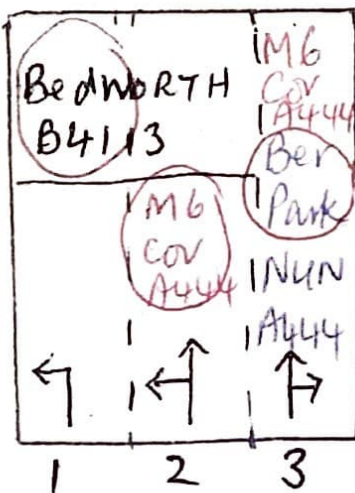 BedWORTH
B4113
M6
Cov
A444
M6
Cov
A444
Ber
Park
NUN
A444
1 2 3